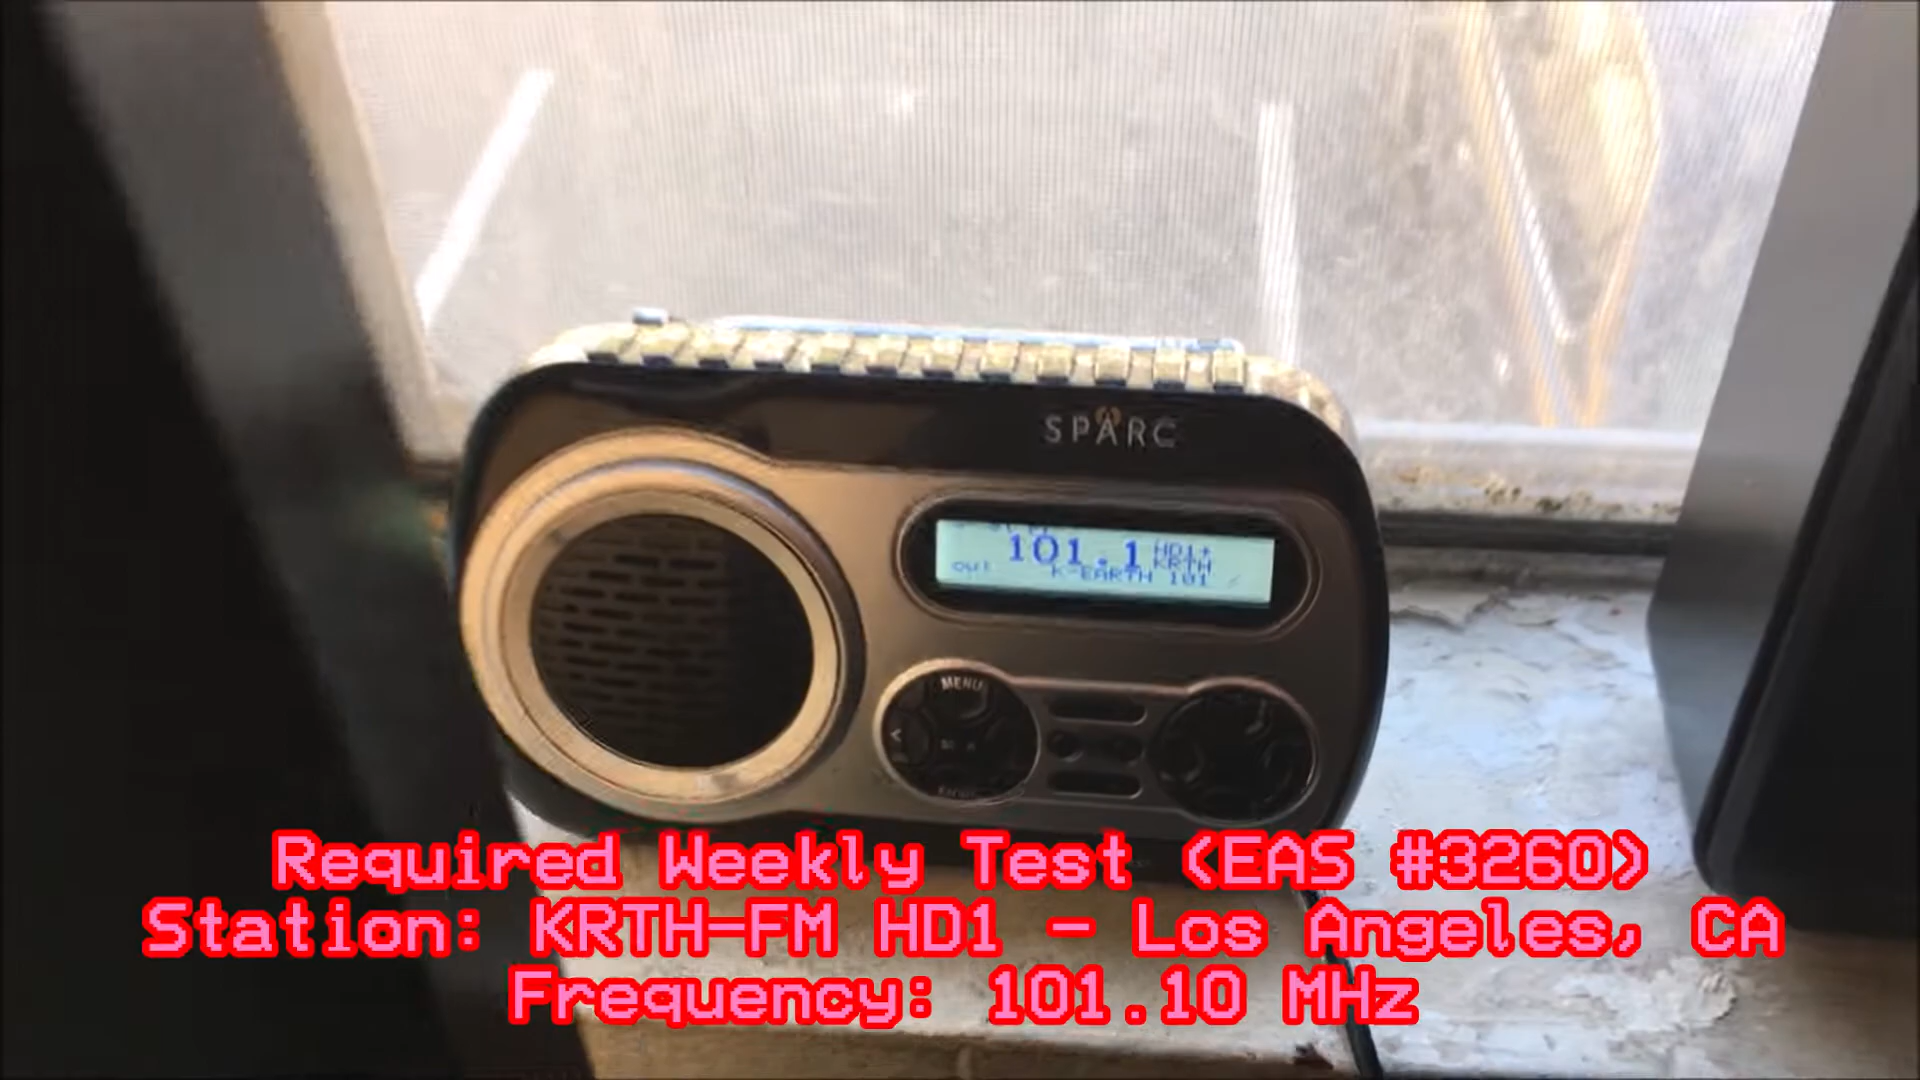 SPARC
101.1 HD1+
KRTH
K-EARTH 101
MENU
Required Weekly Test (EAS #3260)
Station: KRTH-FM HD1 - Los Angeles, CA
Frequency: 101.10 MHz